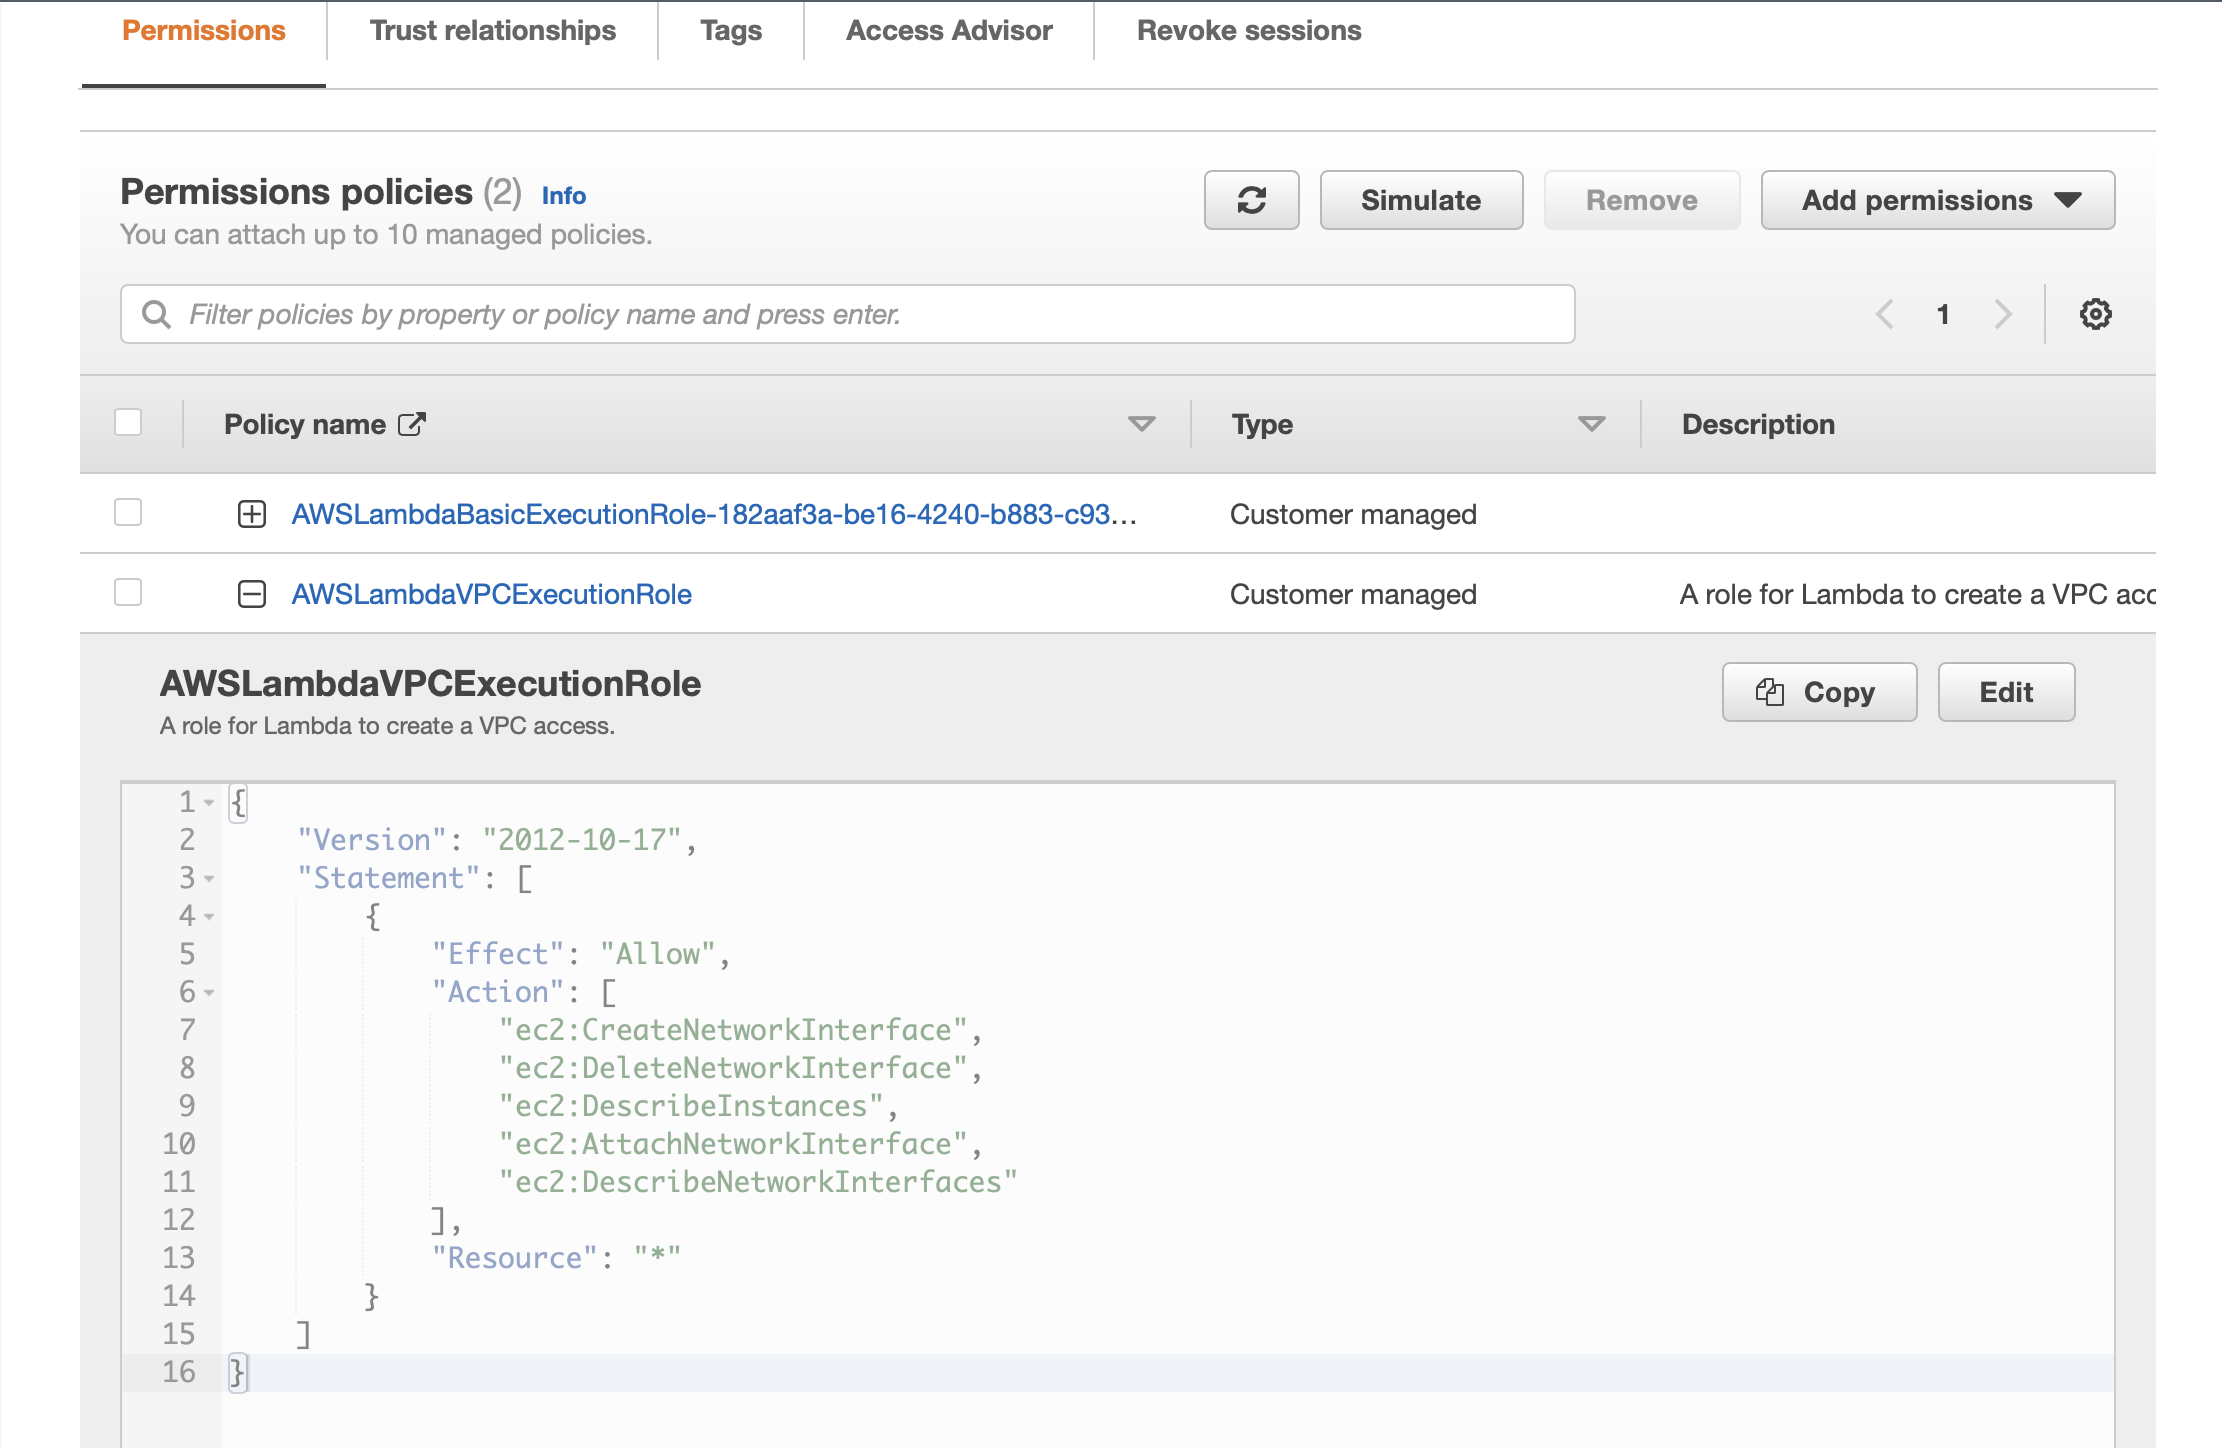 Permissions Trust relationships Tags Access Advisor Revoke sessions
Permissions policies (2) Info
You can attach up to 10 managed policies.
Simulate Remove Add permissions
Filter policies by property or policy name and press enter.
1
Policy name Type Description
AWSLambdaBasicExecutionRole-182aaf3a-be16-4240-b883-c93... Customer managed
AWSLambdaVPCExecutionRole Customer managed A role for Lambda to create a VPC acc
AWSLambdaVPCExecutionRole
A role for Lambda to create a VPC access.
Copy Edit
1 {
2 "Version": "2012-10-17",
3 "Statement": [
4 {
5 "Effect": "Allow",
6 "Action": [
7 "ec2:CreateNetworkInterface",
8 "ec2:DeleteNetworkInterface",
9 "ec2:DescribeInstances",
10 "ec2:AttachNetworkInterface",
11 "ec2:DescribeNetworkInterfaces"
12 ],
13 "Resource": "*"
14 }
15 ]
16 }